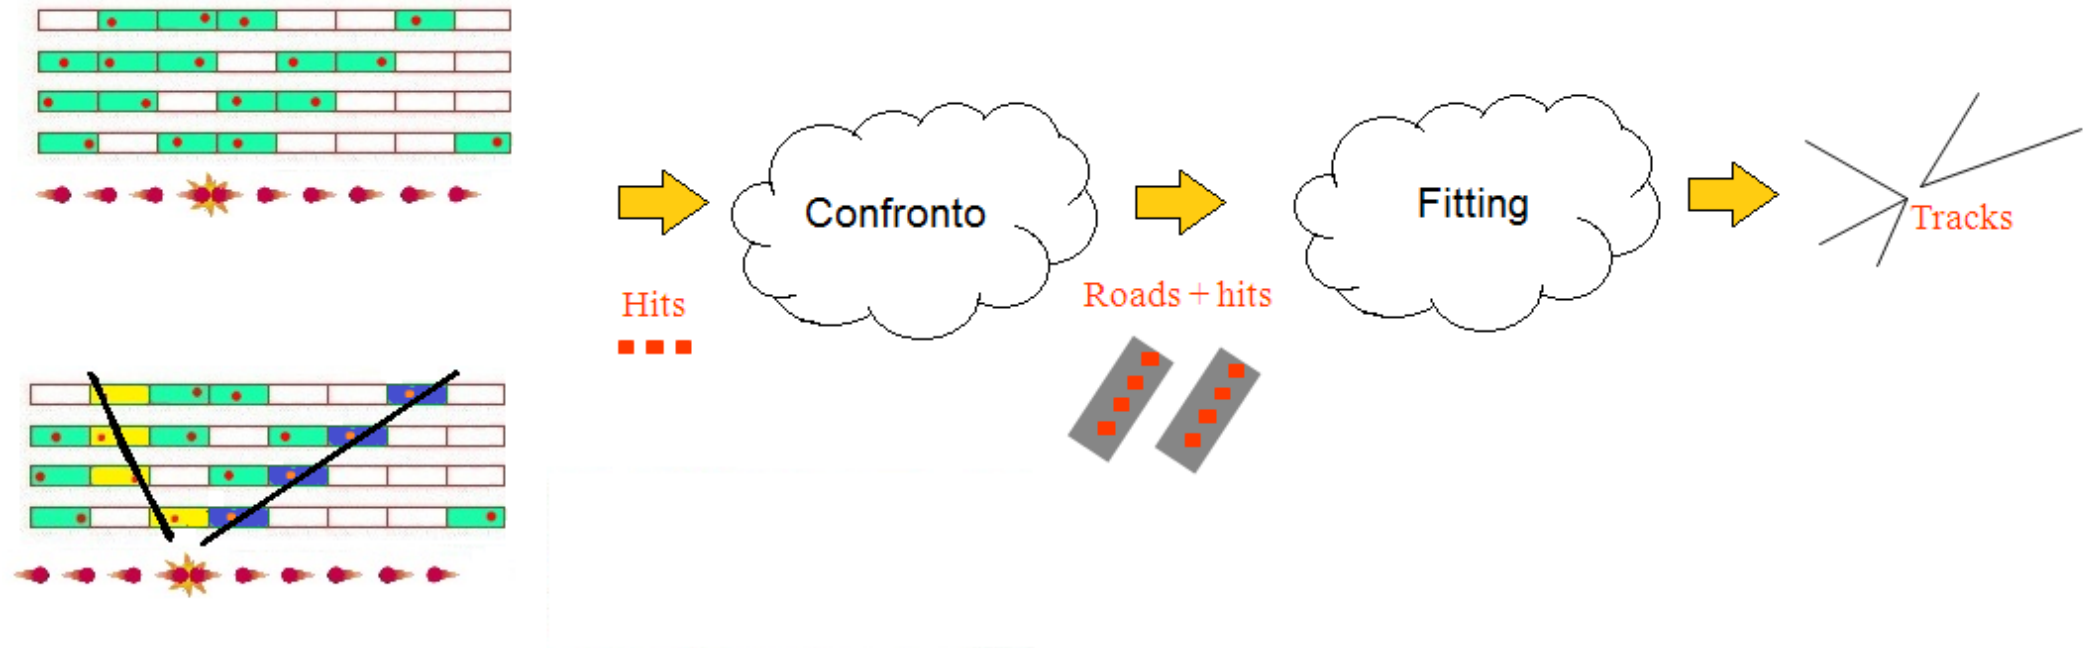 Hits
Confronto
Roads + hits
Fitting
Tracks